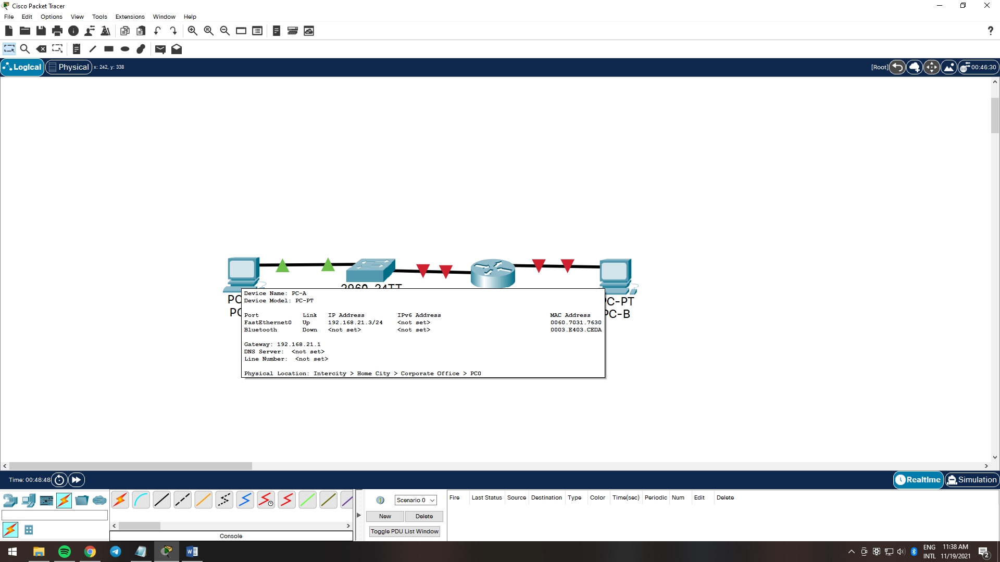 Cisco Packet Tracer
File Edit Options View Tools Extensions Window Help
Logical Physical x: 242, y: 338 [Root] 00:46:30
2960-24TT
PC-PT
PC-B
Device Name: PC-A
Device Model: PC-PT
Port Link IP Address IPv6 Address MAC Address
FastEthernet0 Up 192.168.21.3/24 <not set> 0060.7031.7630
Bluetooth Down <not set> <not set> 0003.E403.CEDA
Gateway: 192.168.21.1
DNS Server: <not set>
Line Number: <not set>
Physical Location: Intercity > Home City > Corporate Office > PC0
Time: 00:48:48 Realtime Simulation
Scenario 0
New Delete
Toggle PDU List Window
Fire Last Status Source Destination Type Color Time(sec) Periodic Num Edit Delete
Console
ENG 11:38 AM
INTL 11/19/2021 2